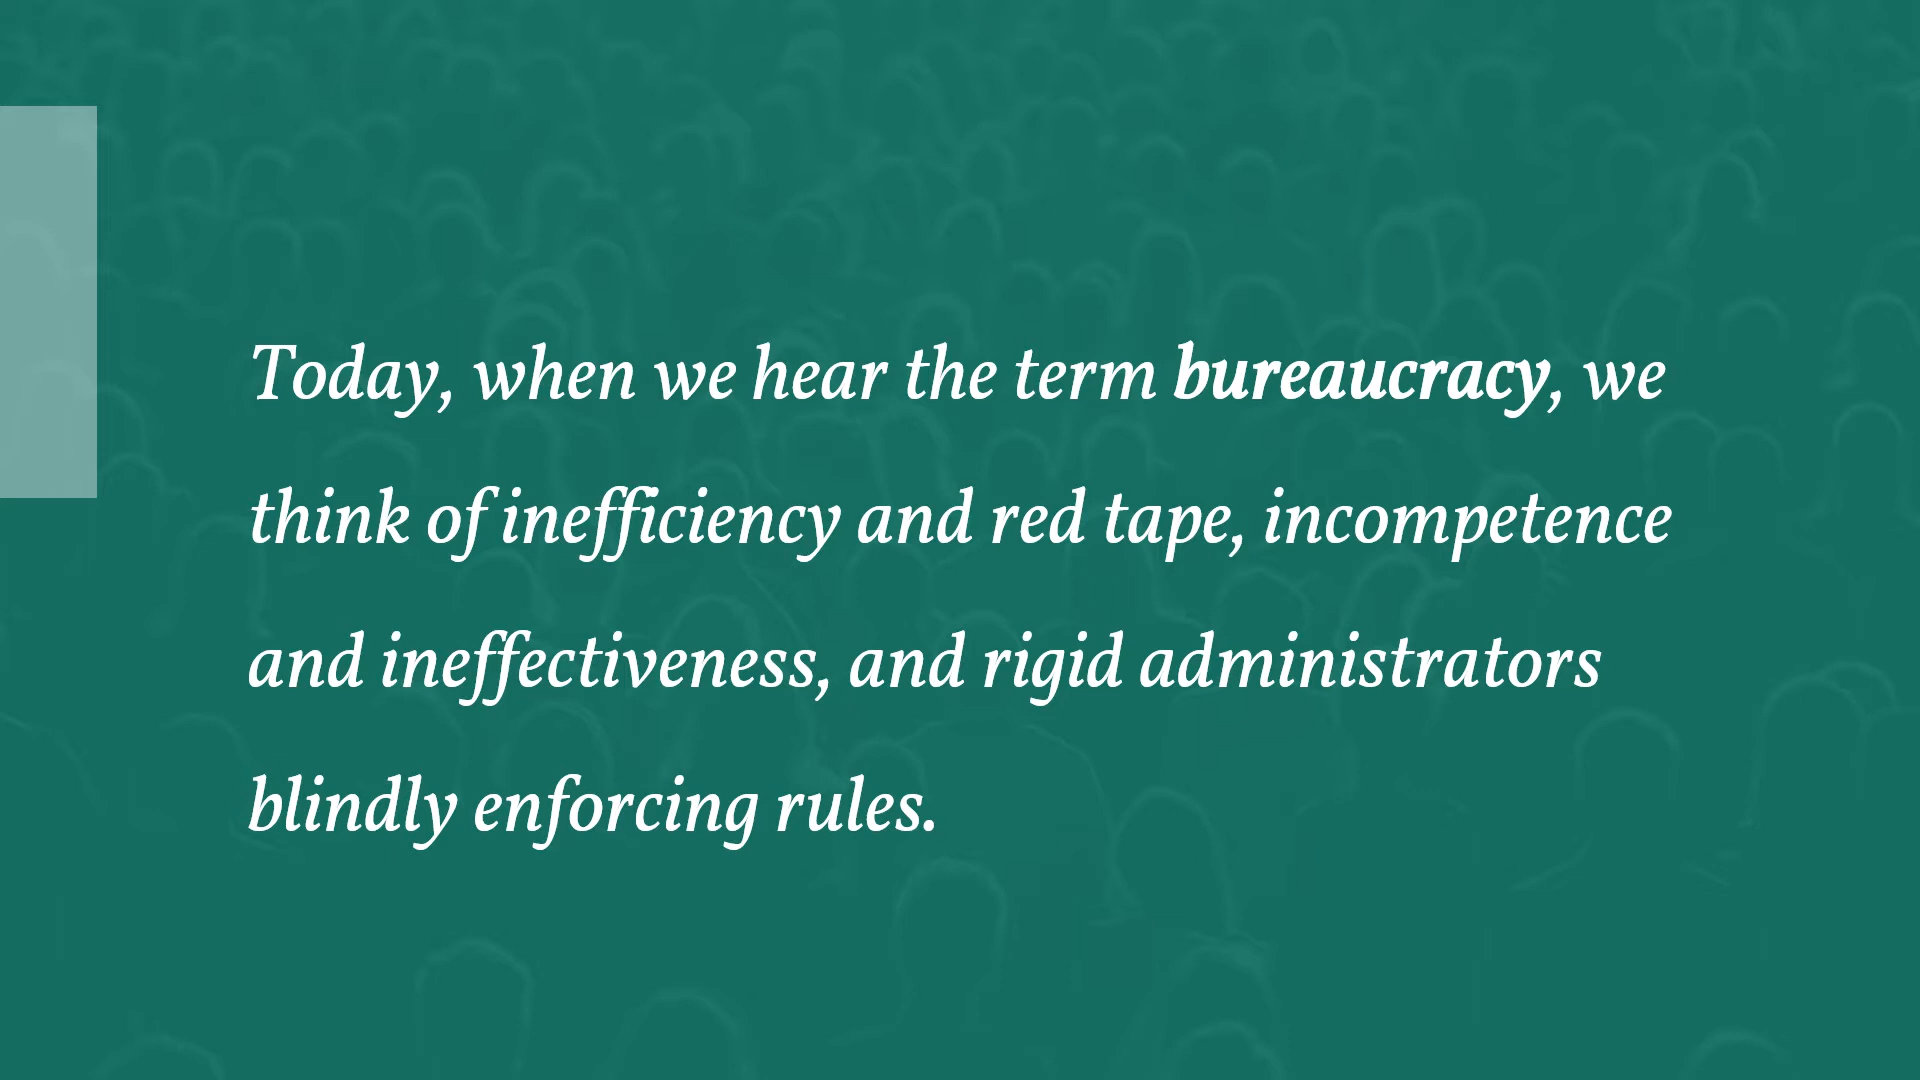 Today, when we hear the term bureaucracy, we
think of inefficiency and red tape, incompetence
and ineffectiveness, and rigid administrators
blindly enforcing rules.